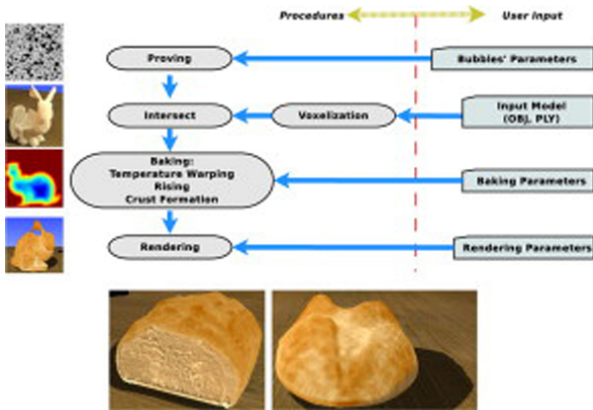 Procedures
User Input
Proving
Bubbles' Parameters
Intersect
Voxelization
Input Model
(OBJ, PLY)
Baking:
Temperature Warping
Rising
Crust Formation
Baking Parameters
Rendering
Rendering Parameters